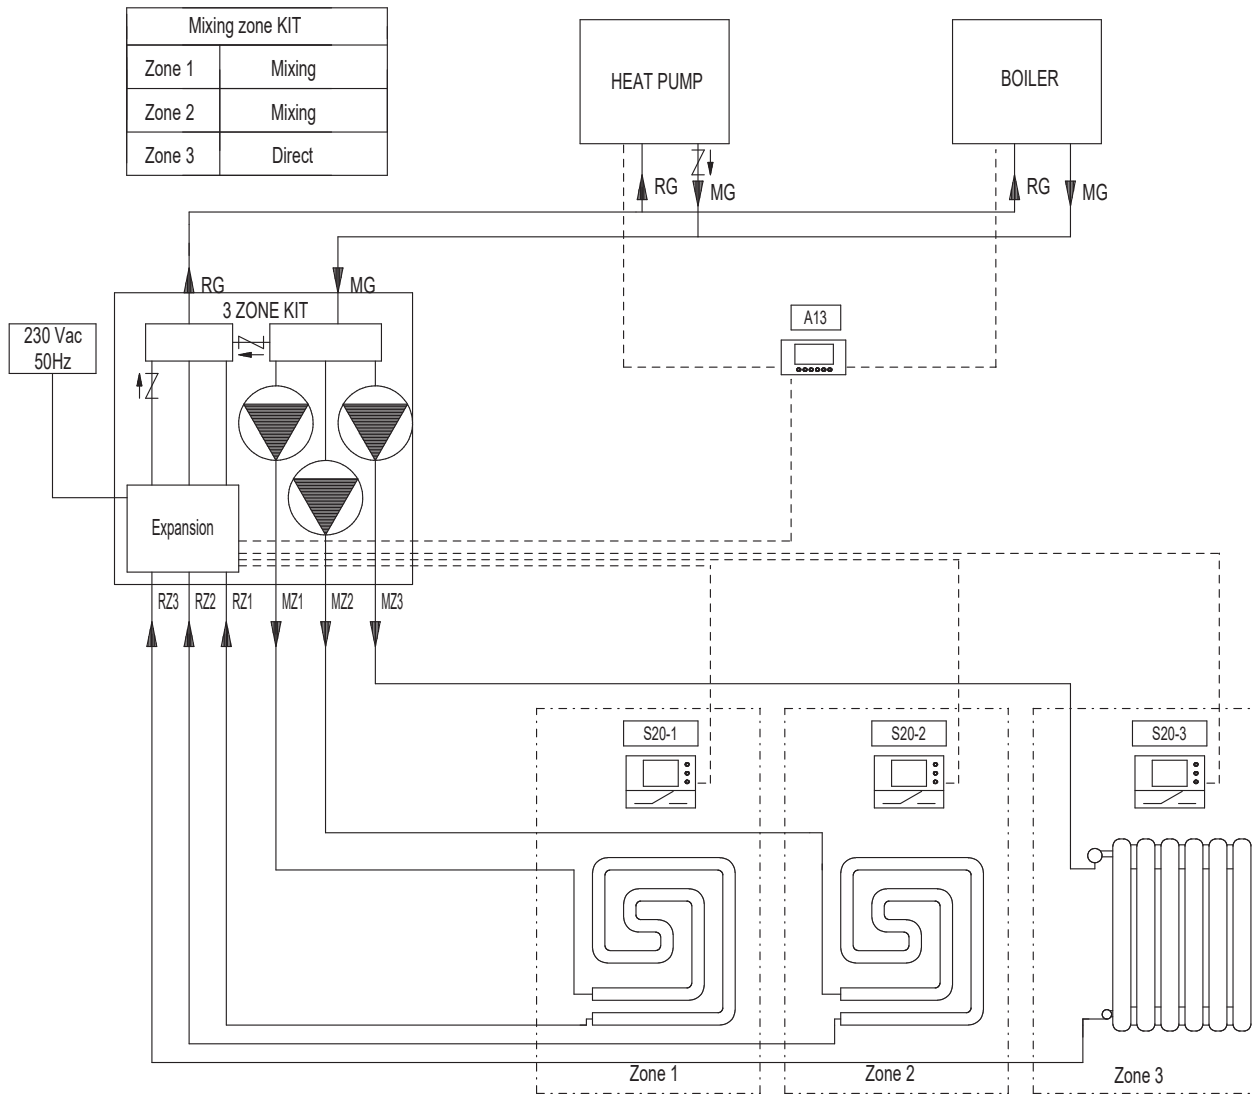 Mixing zone KIT
Zone 1 Mixing
Zone 2 Mixing
Zone 3 Direct
HEAT PUMP
BOILER
RG
MG
RG
MG
RG
MG
3 ZONE KIT
230 Vac
50Hz
A13
Expansion
RZ3
RZ2
RZ1
MZ1
MZ2
MZ3
S20-1
S20-2
S20-3
Zone 1
Zone 2
Zone 3